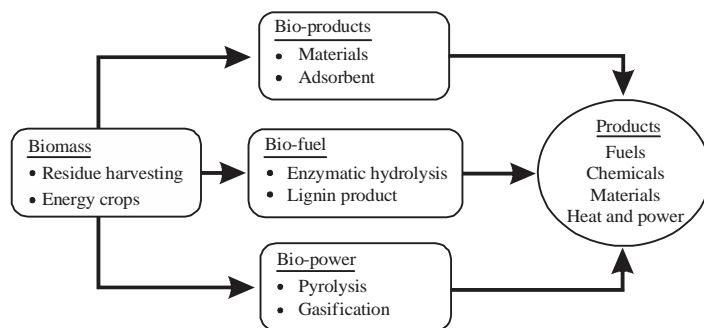 Bio-products
• Materials
• Adsorbent
Biomass
• Residue harvesting
• Energy crops
Bio-fuel
• Enzymatic hydrolysis
• Lignin product
Products
Fuels
Chemicals
Materials
Heat and power
Bio-power
• Pyrolysis
• Gasification